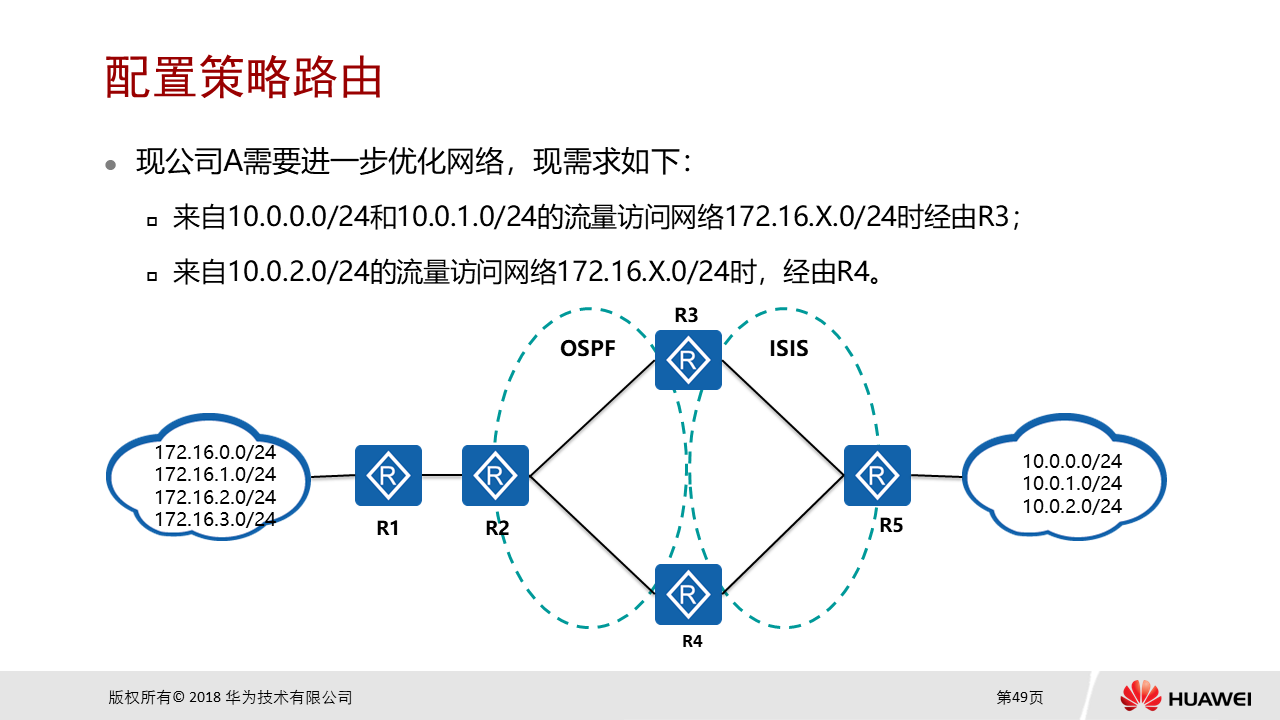 配置策略路由
现公司A需要进一步优化网络，现需求如下：
来自10.0.0.0/24和10.0.1.0/24的流量访问网络172.16.X.0/24时经由R3；
来自10.0.2.0/24的流量访问网络172.16.X.0/24时，经由R4。
R3
OSPF
ISIS
R
172.16.0.0/24
172.16.1.0/24
172.16.2.0/24
172.16.3.0/24
R
R
R
10.0.0.0/24
10.0.1.0/24
10.0.2.0/24
R1
R2
R5
R
R4
版权所有© 2018 华为技术有限公司
第49页
HUAWEI